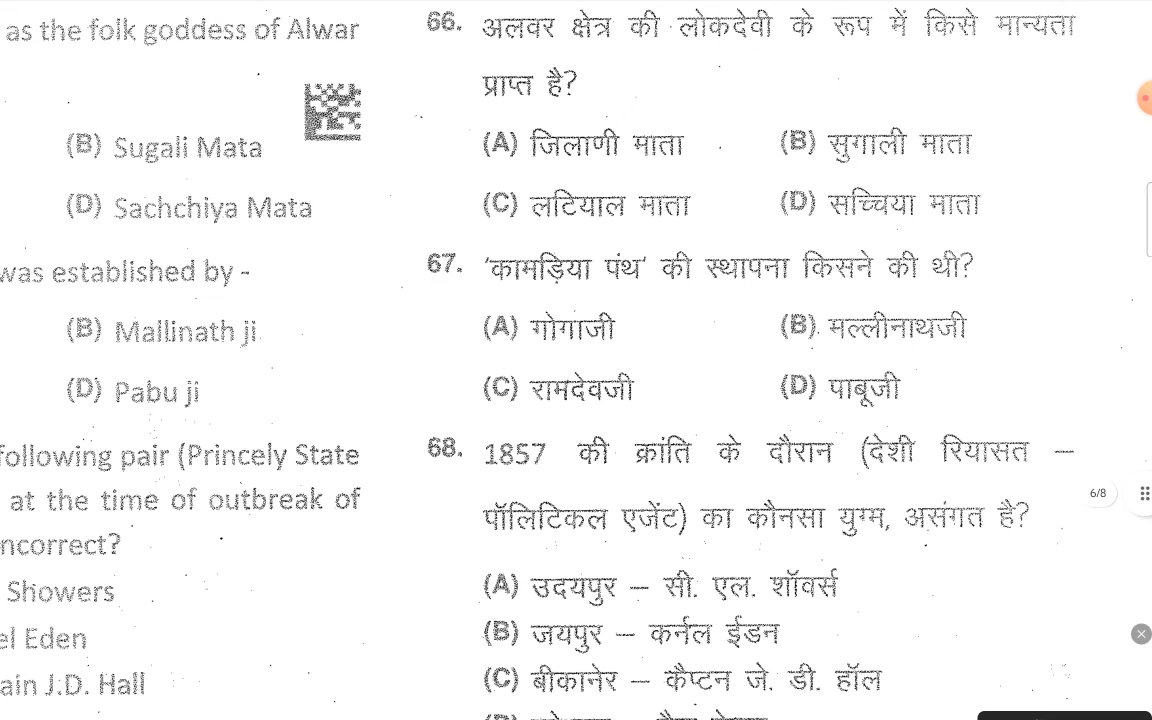 as the folk goddess of Alwar
(B) Sugali Mata
(D) Sachchiya Mata
was established by -
(B) Mallinath ji
(D) Pabu ji
following pair (Princely State
at the time of outbreak of
ncorrect?
Showers
el Eden
ain J.D. Hall
66. अलवर क्षेत्र की लोकदेवी के रूप में किसे मान्यता
प्राप्त है?
(A) जिलाणी माता (B) सुगाली माता
(C) लटियाल माता (D) सच्चिया माता
67. 'कामड़िया पंथ' की स्थापना किसने की थी?
(A) गोगाजी (B) मल्लीनाथजी
(C) रामदेवजी (D) पाबूजी
68. 1857 की क्रांति के दौरान (देशी रियासत –
पॉलिटिकल एजेंट) का कौनसा युग्म, असंगत है?
(A) उदयपुर – सी. एल. शॉवर्स
(B) जयपुर – कर्नल ईडन
(C) बीकानेर – कैप्टन जे. डी. हॉल
6/8